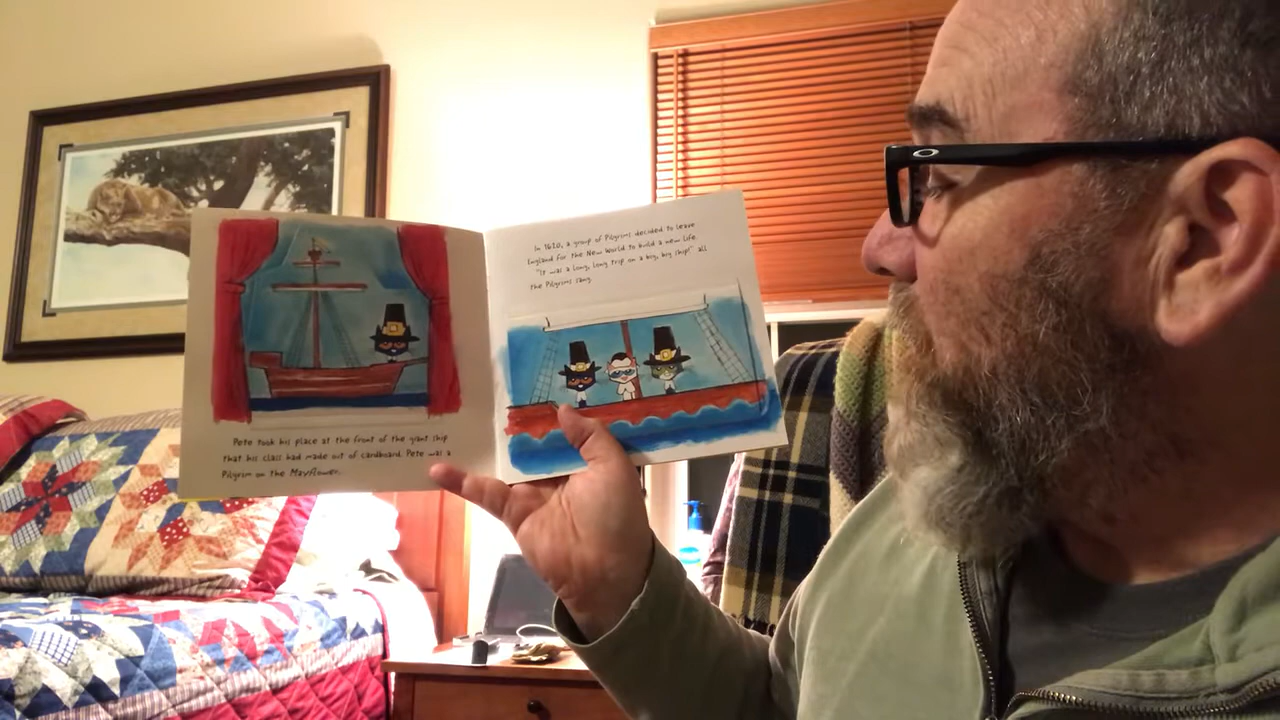 Pete took his place at the front of the giant ship
that his class had made out of cardboard. Pete was a
Pilgrim on the Mayflower.
In 1620, a group of Pilgrims decided to leave
England for the New World to build a new life.
"It was a long, long trip on a big, big ship!" all
the Pilgrims sang.